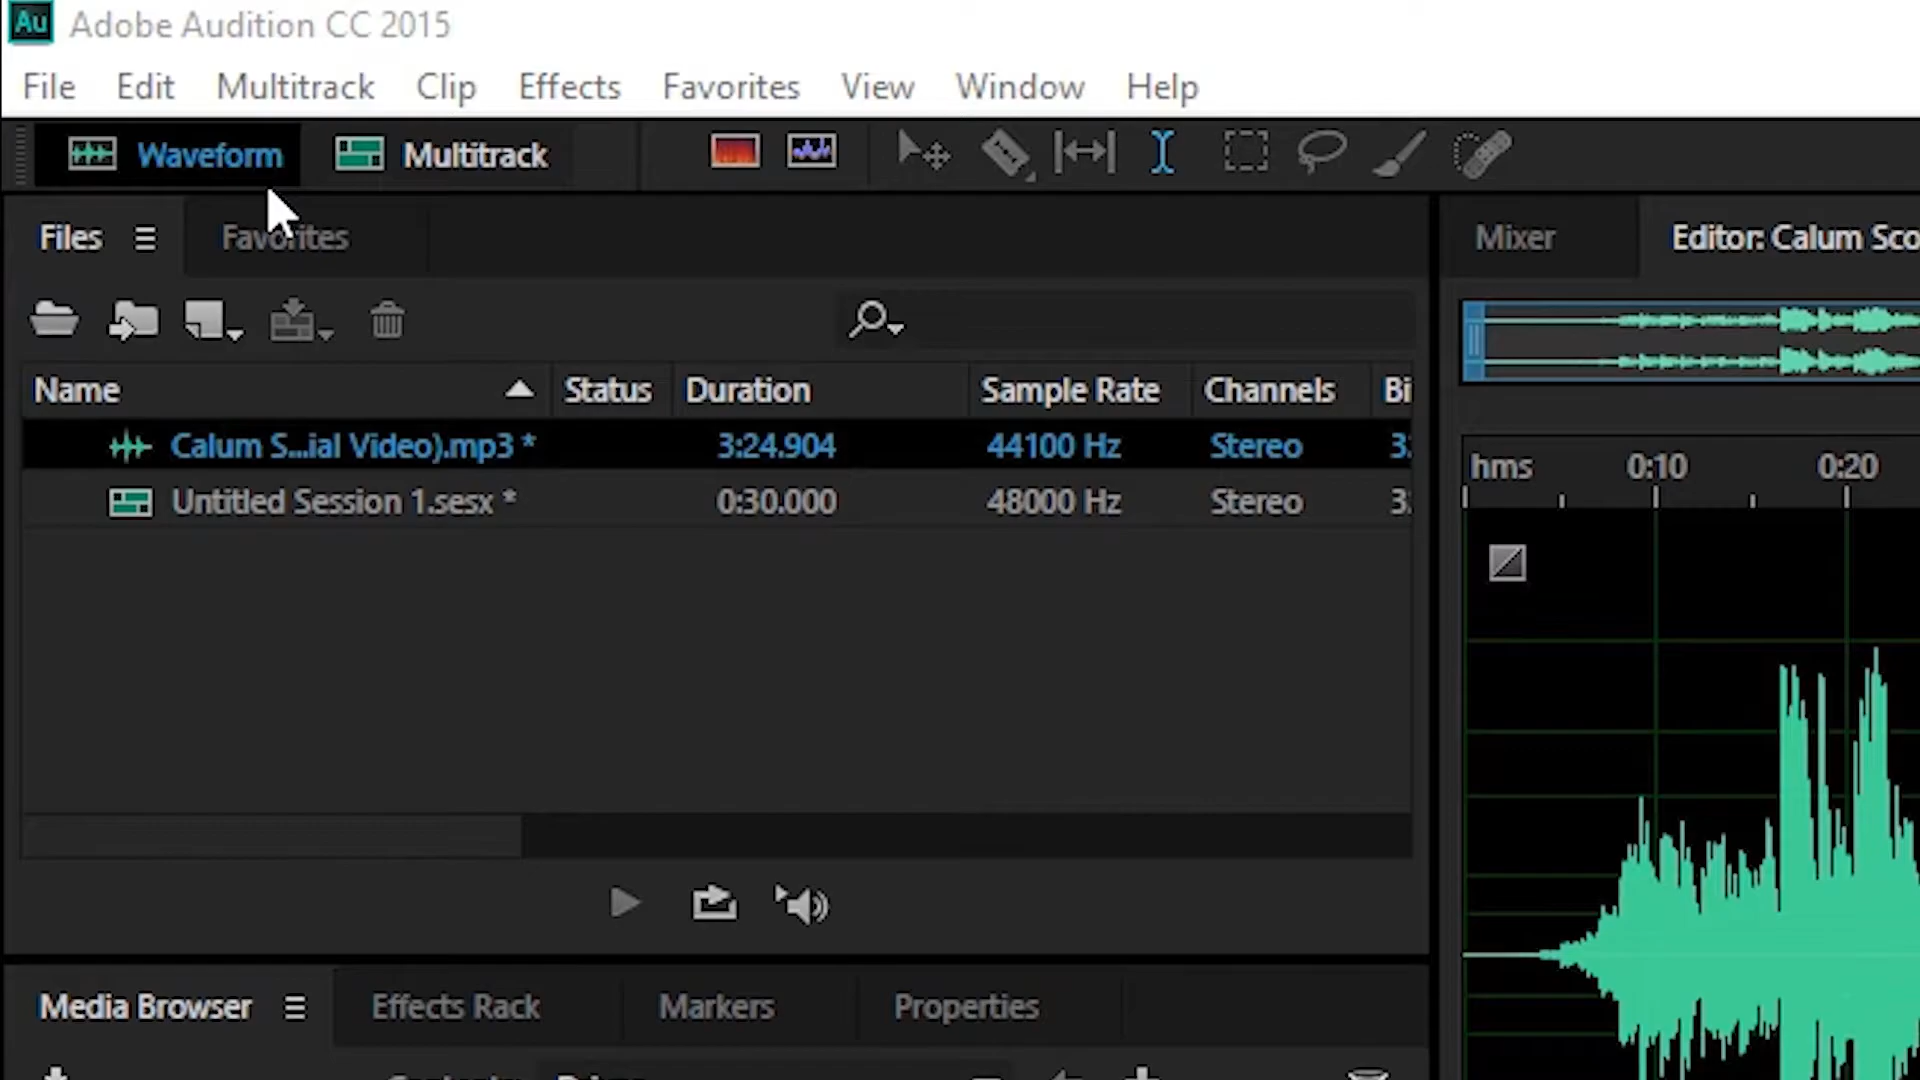 Au Adobe Audition CC 2015
File Edit Multitrack Clip Effects Favorites View Window Help
Waveform Multitrack
Files Favorites
Mixer Editor: Calum Sco
Name Status Duration Sample Rate Channels Bi
Calum S...ial Video).mp3 * 3:24.904 44100 Hz Stereo 3
Untitled Session 1.sesx * 0:30.000 48000 Hz Stereo 3
hms 0:10 0:20
Media Browser Effects Rack Markers Properties